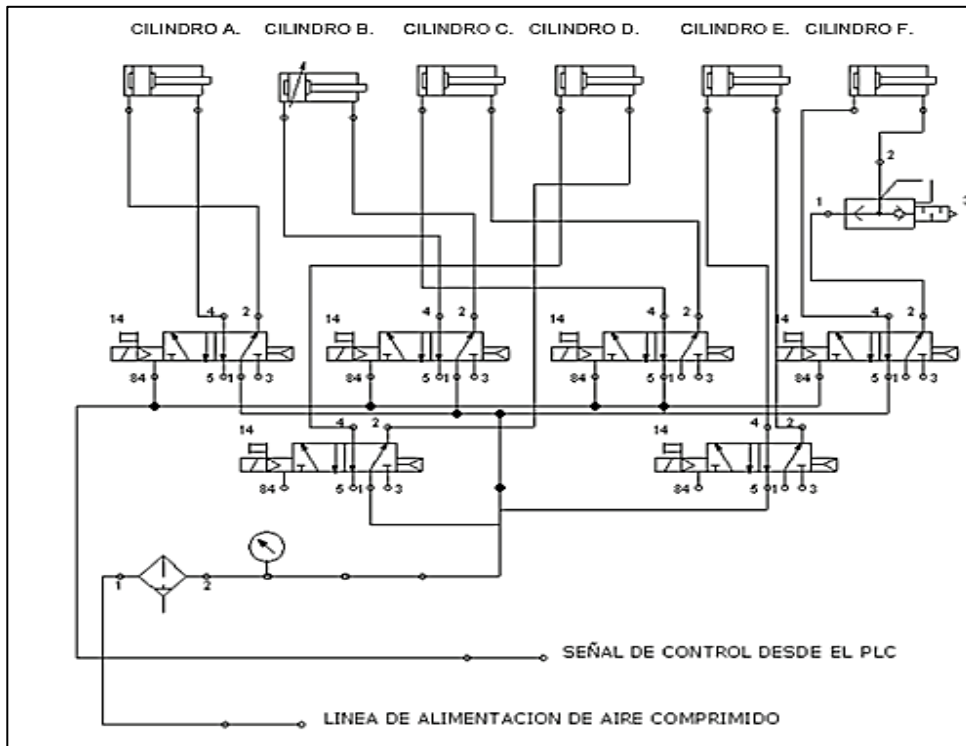 CILINDRO A. CILINDRO B. CILINDRO C. CILINDRO D. CILINDRO E. CILINDRO F.
2
1 3
14 4 2 14 4 2 14 4 2 14 4 2
84 5 1 3 84 5 1 3 84 5 1 3 84 5 1 3
14 4 2 14 4 2
84 5 1 3 84 5 1 3
1 2
SEÑAL DE CONTROL DESDE EL PLC
LINEA DE ALIMENTACION DE AIRE COMPRIMIDO